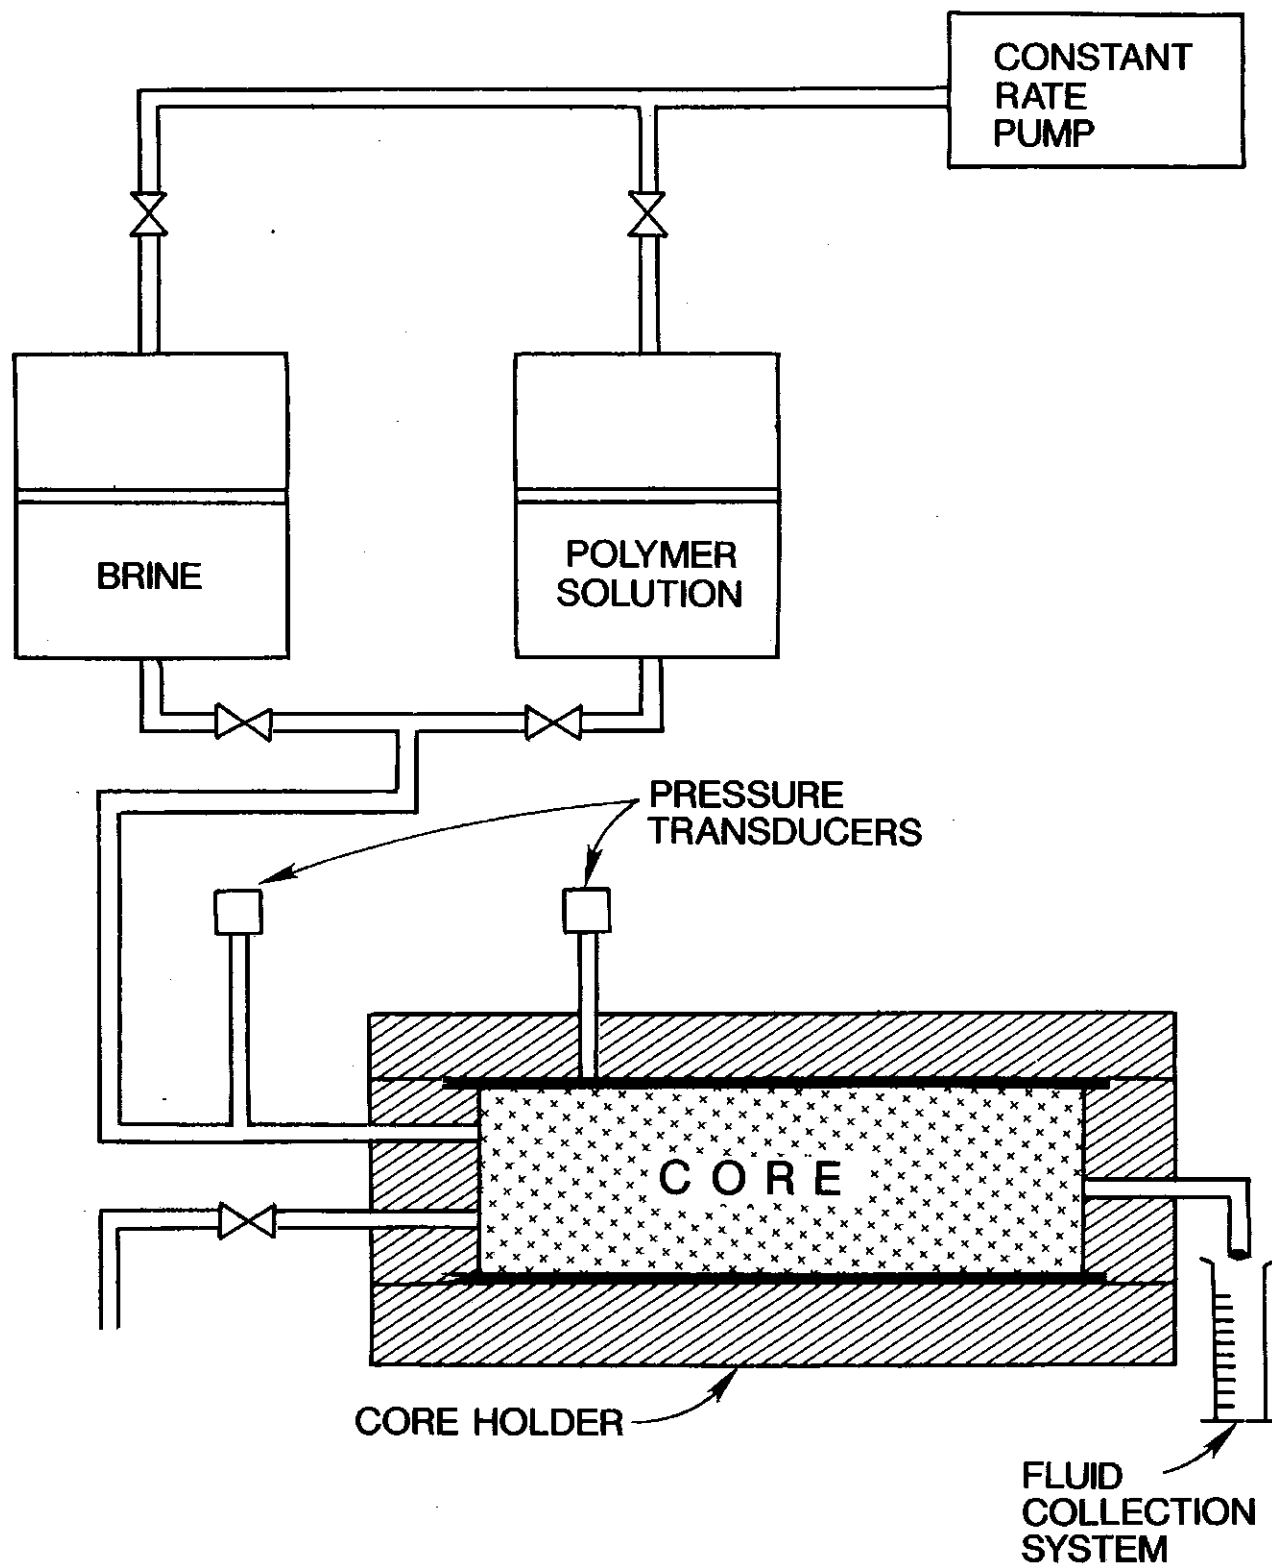 CONSTANT
RATE
PUMP
BRINE
POLYMER
SOLUTION
PRESSURE
TRANSDUCERS
CORE
CORE HOLDER
FLUID
COLLECTION
SYSTEM